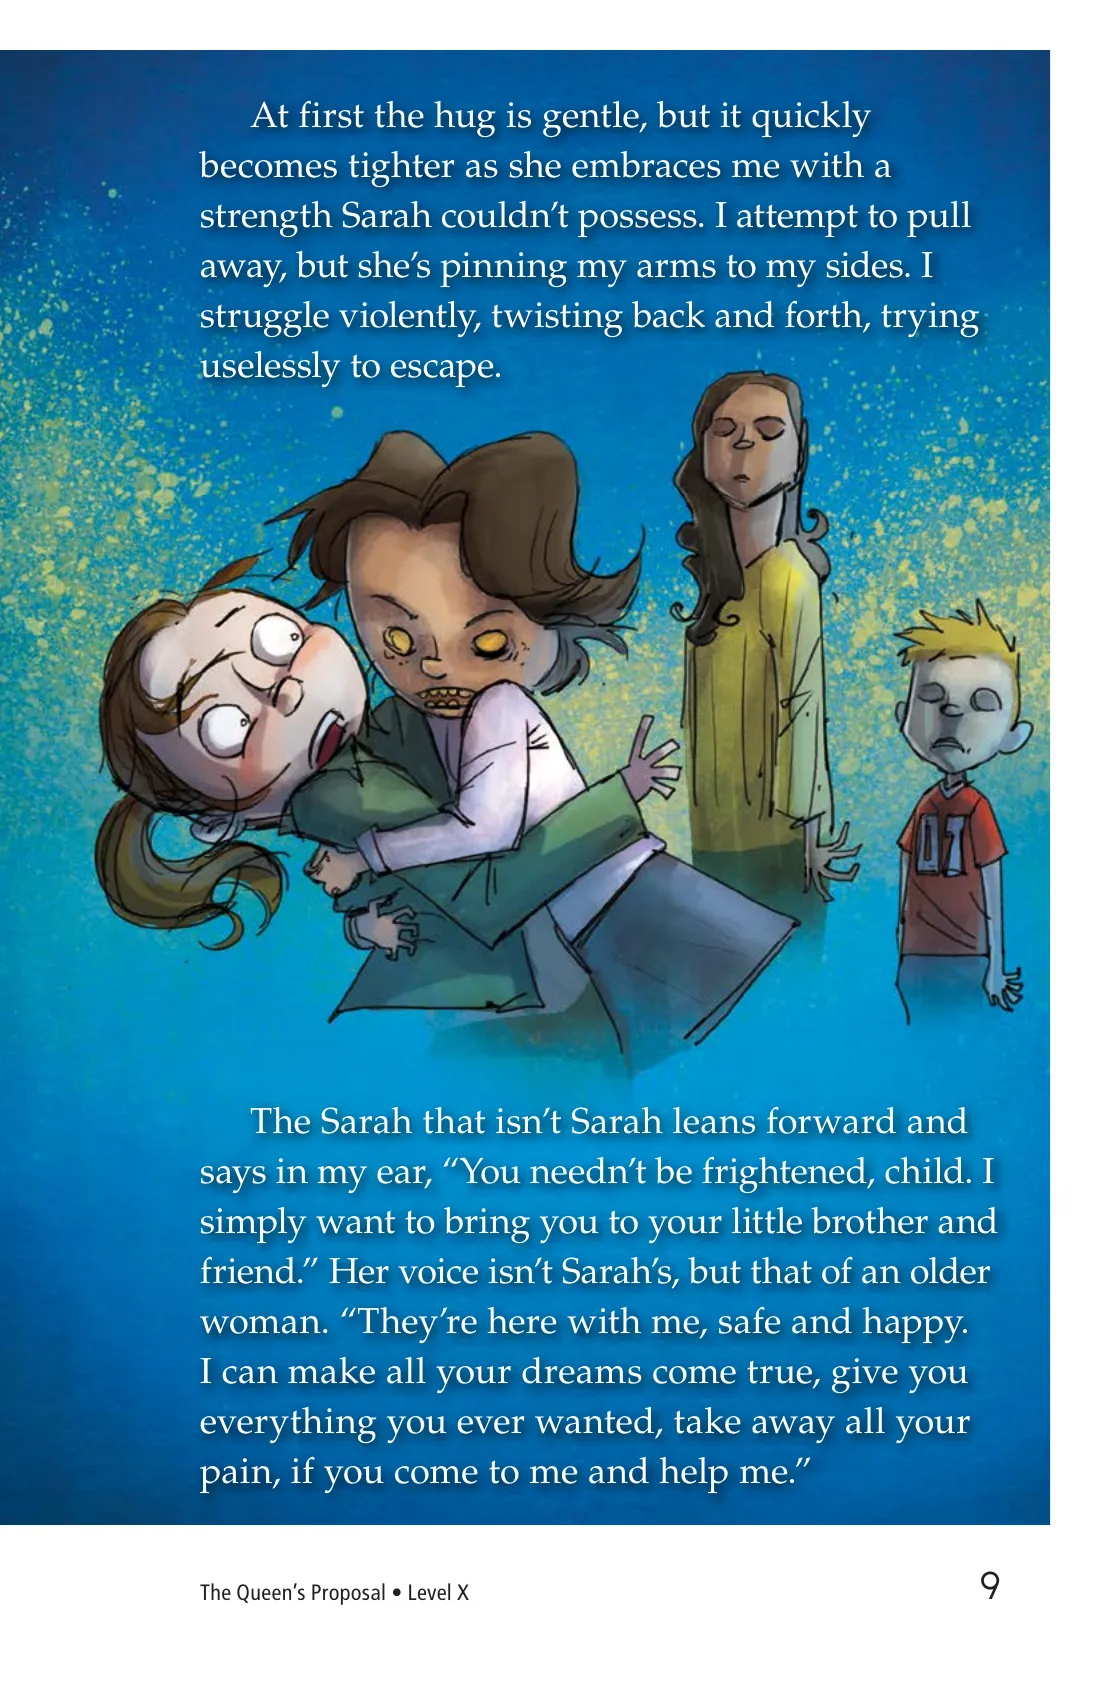 At first the hug is gentle, but it quickly
becomes tighter as she embraces me with a
strength Sarah couldn’t possess. I attempt to pull
away, but she’s pinning my arms to my sides. I
struggle violently, twisting back and forth, trying
uselessly to escape.
01
The Sarah that isn’t Sarah leans forward and
says in my ear, “You needn’t be frightened, child. I
simply want to bring you to your little brother and
friend.” Her voice isn’t Sarah’s, but that of an older
woman. “They’re here with me, safe and happy.
I can make all your dreams come true, give you
everything you ever wanted, take away all your
pain, if you come to me and help me.”
The Queen’s Proposal • Level X
9